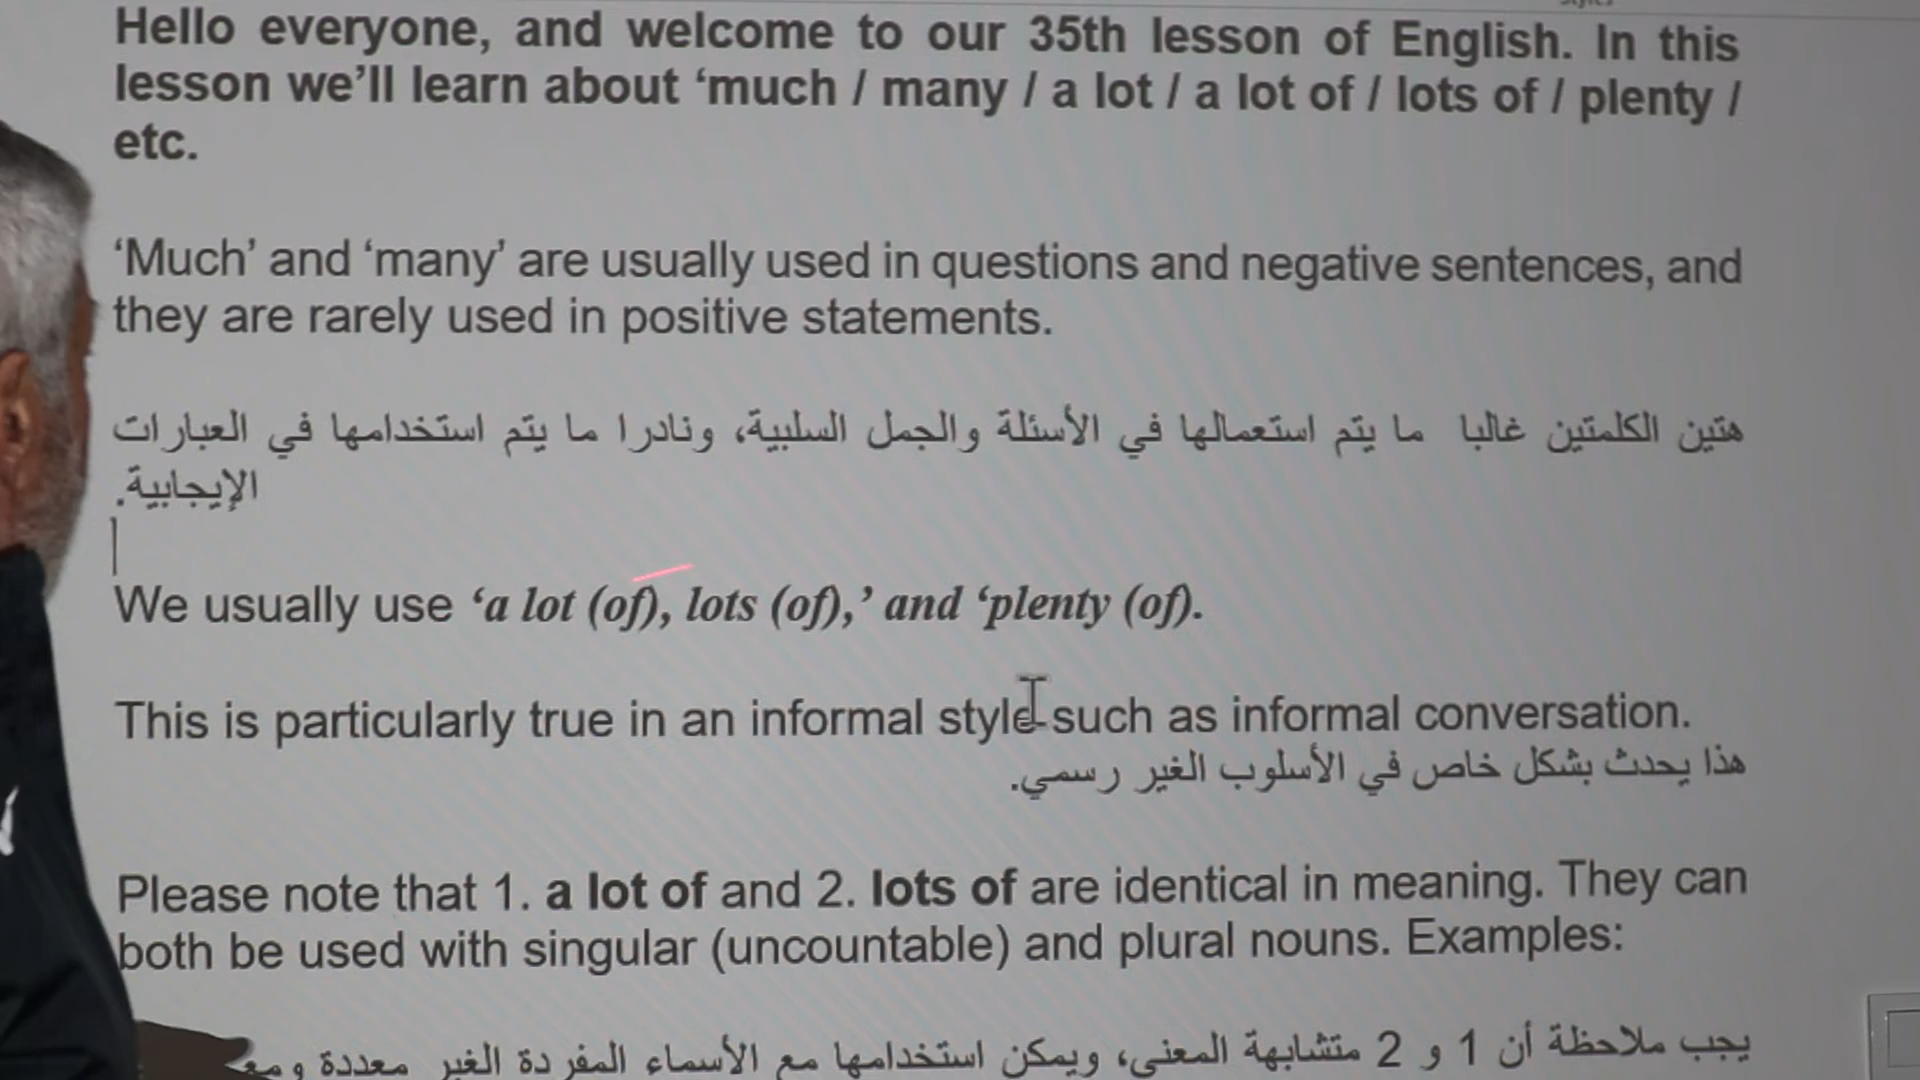 Hello everyone, and welcome to our 35th lesson of English. In this
lesson we’ll learn about ‘much / many / a lot / a lot of / lots of / plenty /
etc.
‘Much’ and ‘many’ are usually used in questions and negative sentences, and
they are rarely used in positive statements.
هتين الكلمتين غالبا ما يتم استعمالها في الأسئلة والجمل السلبية، ونادرا ما يتم استخدامها في العبارات
الإيجابية.
We usually use ‘a lot (of), lots (of),’ and ‘plenty (of).
This is particularly true in an informal style such as informal conversation.
هذا يحدث بشكل خاص في الأسلوب الغير رسمي.
Please note that 1. a lot of and 2. lots of are identical in meaning. They can
both be used with singular (uncountable) and plural nouns. Examples:
يجب ملاحظة أن 1 و 2 متشابهة المعنى، ويمكن استخدامها مع الأسماء المفردة الغير معددة ومع